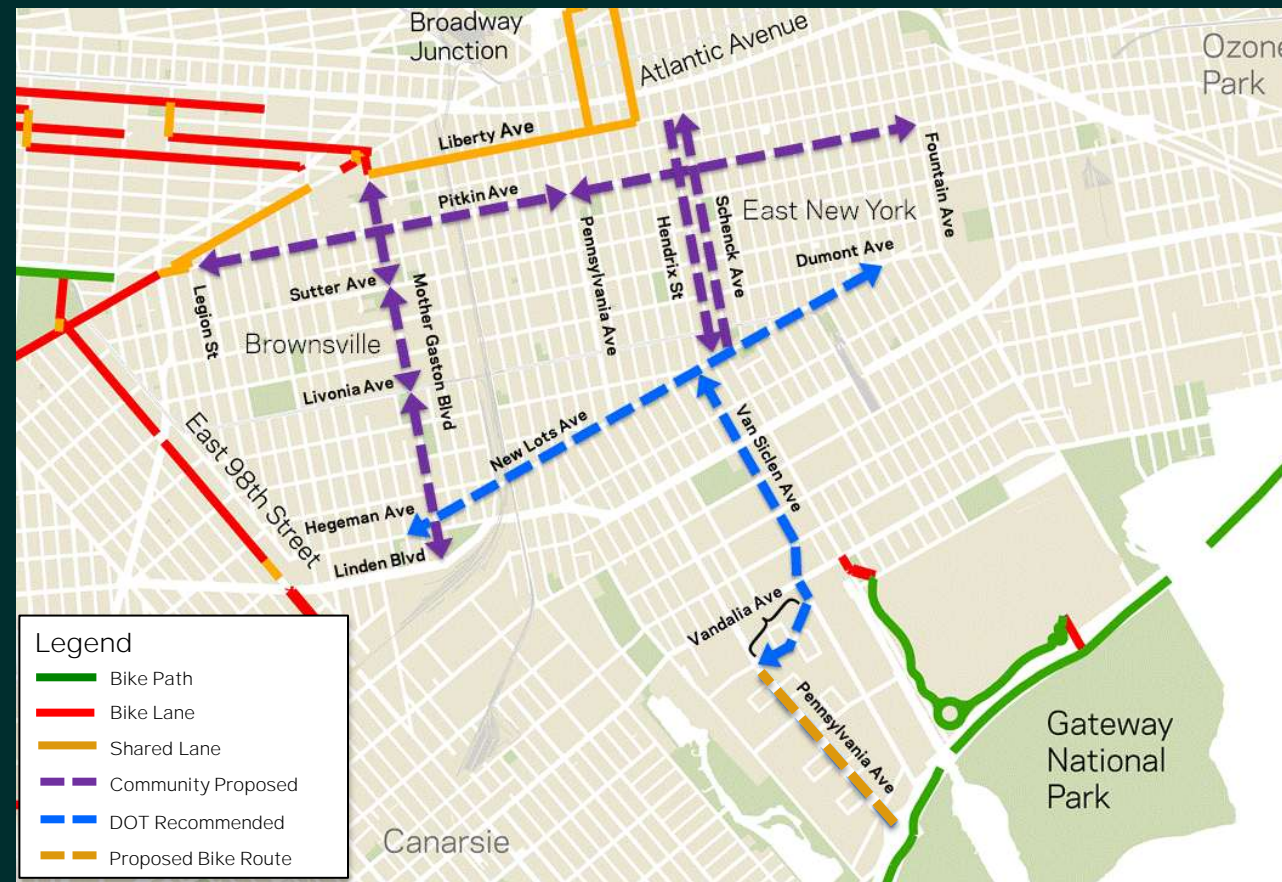 Broadway
Junction
Atlantic Avenue
Ozone
Park
Liberty Ave
Pitkin Ave
Fountain Ave
East New York
Schenck Ave
Hendrix St
Pennsylvania Ave
Dumont Ave
Sutter Ave
Mother Gaston Blvd
Legion St
Brownsville
Livonia Ave
New Lots Ave
Van Siclen Ave
East 98th Street
Hegeman Ave
Linden Blvd
Vandalia Ave
Pennsylvania Ave
Gateway
National
Park
Canarsie
Legend
Bike Path
Bike Lane
Shared Lane
Community Proposed
DOT Recommended
Proposed Bike Route